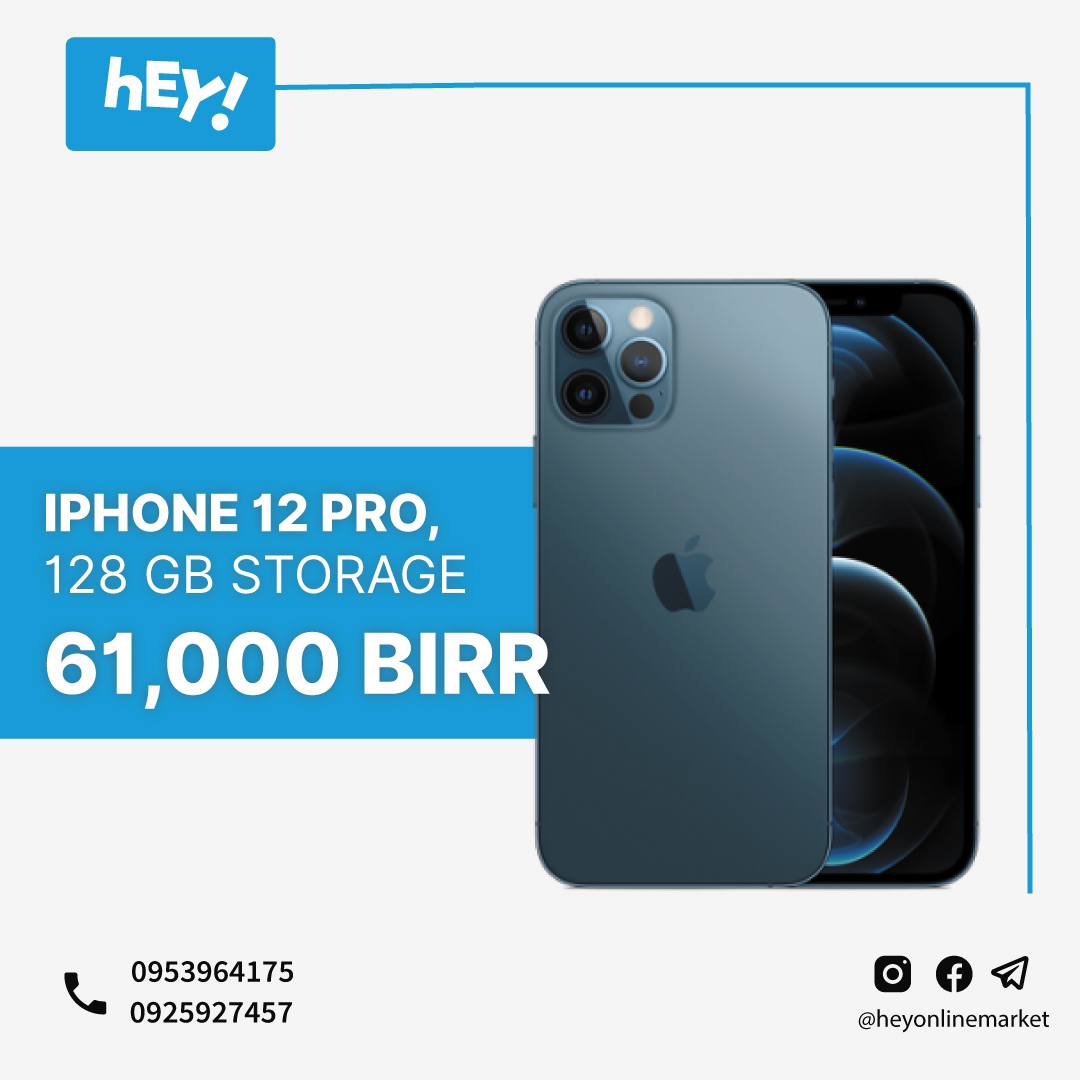 hEY!
IPHONE 12 PRO,
128 GB STORAGE
61,000 BIRR
0953964175
0925927457
@heyonlinemarket